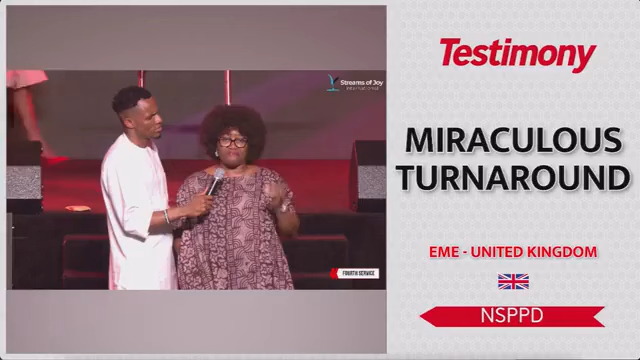 Streams of Joy
International
FOURTH SERVICE
Testimony
MIRACULOUS
TURNAROUND
EME - UNITED KINGDOM
NSPPD